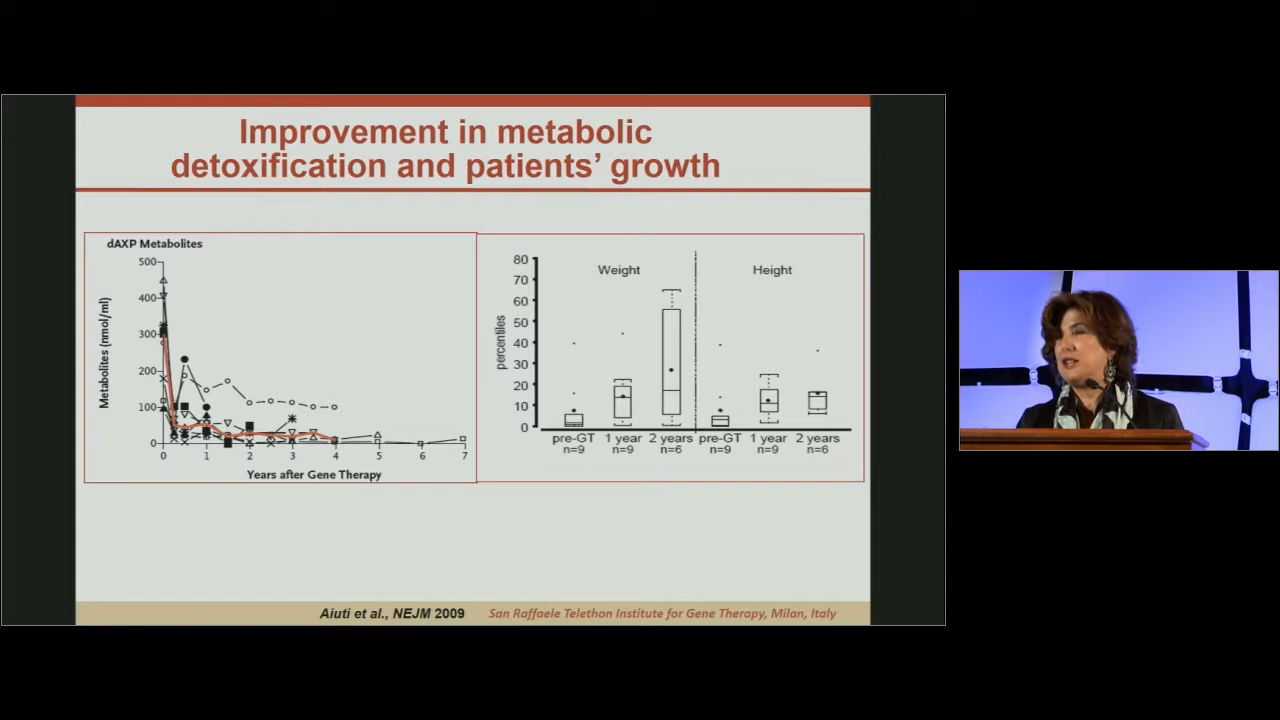 Improvement in metabolic
detoxification and patients' growth
dAXP Metabolites
Metabolites (nmol/ml)
500
400
300
200
100
0
0 1 2 3 4 5 6 7
Years after Gene Therapy
percentiles
80
70
60
50
40
30
20
10
0
Weight Height
pre-GT 1 year 2 years pre-GT 1 year 2 years
n=9 n=9 n=6 n=9 n=9 n=6
Aiuti et al., NEJM 2009 San Raffaele Telethon Institute for Gene Therapy, Milan, Italy